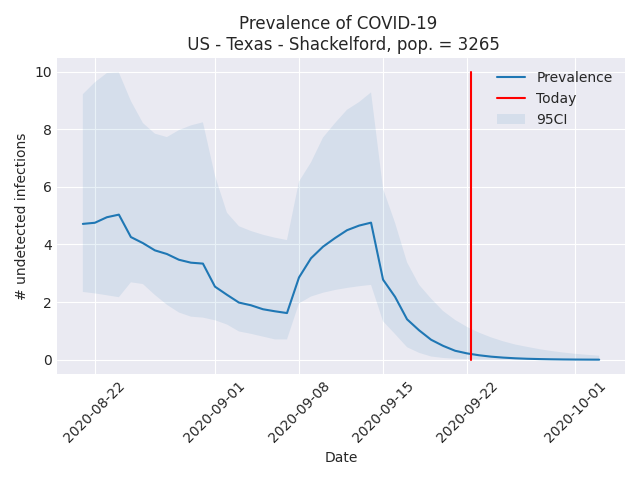 Prevalence of COVID-19
US - Texas - Shackelford, pop. = 3265
10
8
6
4
2
0
# undetected infections
Prevalence
Today
95CI
2020-08-22
2020-09-01
2020-09-08
2020-09-15
2020-09-22
2020-10-01
Date